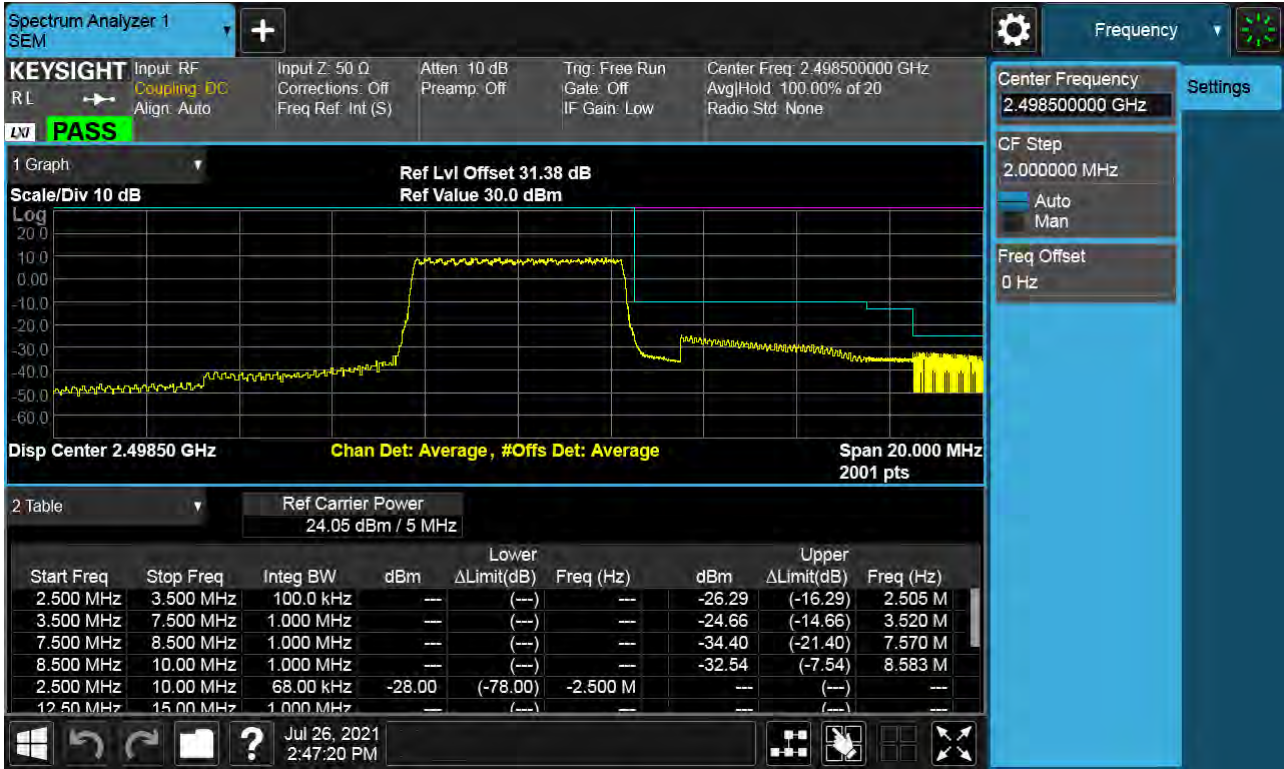 Spectrum Analyzer 1
SEM
+
Frequency
KEYSIGHT
RL
LXI
PASS
Input: RF
Coupling: DC
Align: Auto
Input Z: 50 Ω
Corrections: Off
Freq Ref: Int (S)
Atten: 10 dB
Preamp: Off
Trig: Free Run
Gate: Off
IF Gain: Low
Center Freq: 2.498500000 GHz
Avg|Hold: 100.00% of 20
Radio Std: None
Center Frequency
2.498500000 GHz
Settings
CF Step
2.000000 MHz
Auto
Man
Freq Offset
0 Hz
1 Graph
Scale/Div 10 dB
Ref Lvl Offset 31.38 dB
Ref Value 30.0 dBm
Log
20.0
10.0
0.00
-10.0
-20.0
-30.0
-40.0
-50.0
-60.0
Disp Center 2.49850 GHz
Chan Det: Average, #Offs Det: Average
Span 20.000 MHz
2001 pts
2 Table
Ref Carrier Power
24.05 dBm / 5 MHz
Lower Upper
Start Freq Stop Freq Integ BW dBm ΔLimit(dB) Freq (Hz) dBm ΔLimit(dB) Freq (Hz)
2.500 MHz 3.500 MHz 100.0 kHz --- (---) --- -26.29 (-16.29) 2.505 M
3.500 MHz 7.500 MHz 1.000 MHz --- (---) --- -24.66 (-14.66) 3.520 M
7.500 MHz 8.500 MHz 1.000 MHz --- (---) --- -34.40 (-21.40) 7.570 M
8.500 MHz 10.00 MHz 1.000 MHz --- (---) --- -32.54 (-7.54) 8.583 M
2.500 MHz 10.00 MHz 68.00 kHz -28.00 (-78.00) -2.500 M --- (---) ---
12.50 MHz 15.00 MHz 1.000 MHz --- (---) --- --- (---) ---
?
Jul 26, 2021
2:47:20 PM